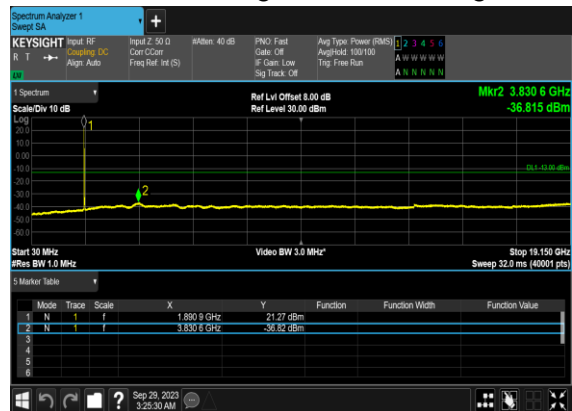 Spectrum Analyzer 1
Swept SA
+
KEYSIGHT Input: RF Input Z: 50 Ω #Atten: 40 dB PNO: Fast Avg Type: Power (RMS) 1 2 3 4 5 6
R T Coupling: DC Corr CCorr Gate: Off Avg|Hold: 100/100 A W W W W W
Align: Auto Freq Ref: Int (S) IF Gain: Low Trig: Free Run
Sig Track: Off A N N N N N
1 Spectrum Ref Lvl Offset 8.00 dB Mkr2 3.830 6 GHz
Scale/Div 10 dB Ref Level 30.00 dBm -36.815 dBm
Log
1
20.0
10.0
0.00
-10.0
DL1 -13.00 dBm
-20.0
2
-30.0
-40.0
-50.0
-60.0
Start 30 MHz Video BW 3.0 MHz* Stop 19.150 GHz
#Res BW 1.0 MHz Sweep 32.0 ms (40001 pts)
5 Marker Table
Mode Trace Scale X Y Function Function Width Function Value
1 N 1 f 1.890 9 GHz 21.27 dBm
2 N 1 f 3.830 6 GHz -36.82 dBm
3
4
5
6
? Sep 29, 2023
3:25:30 AM